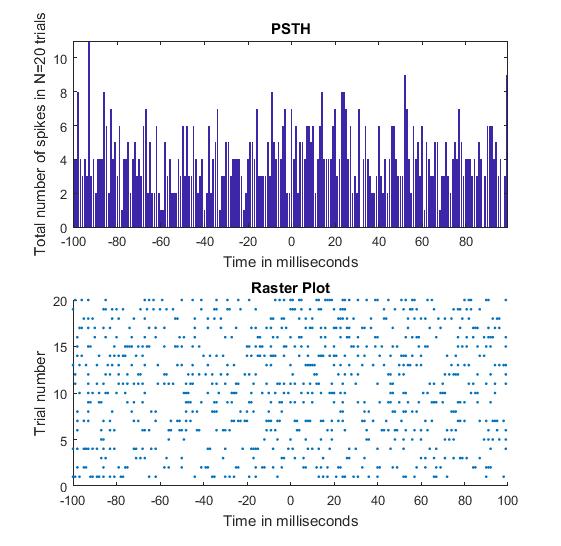 PSTH
Total number of spikes in N=20 trials
10
8
6
4
2
0
-100 -80 -60 -40 -20 0 20 40 60 80
Time in milliseconds
Raster Plot
Trial number
20
15
10
5
0
-100 -80 -60 -40 -20 0 20 40 60 80 100
Time in milliseconds